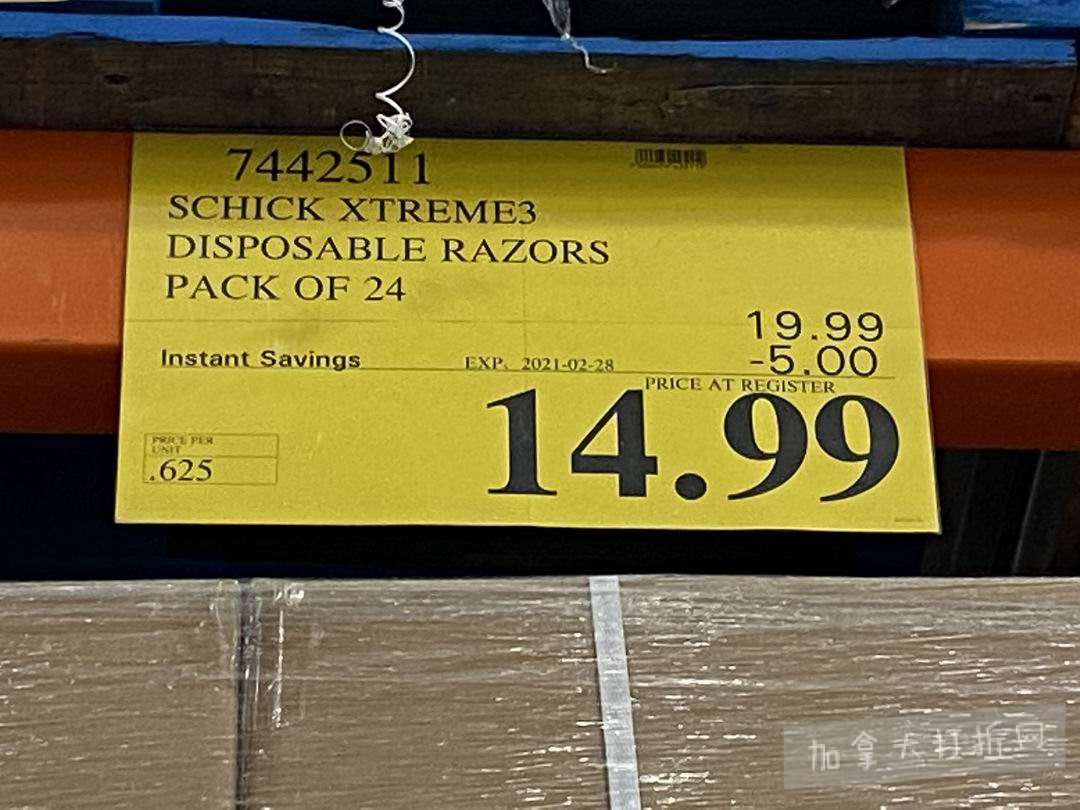 7442511
SCHICK XTREME3
DISPOSABLE RAZORS
PACK OF 24
19.99
Instant Savings EXP. 2021-02-28 -5.00
PRICE AT REGISTER
14.99
PRICE PER
UNIT
.625
加拿大打折网